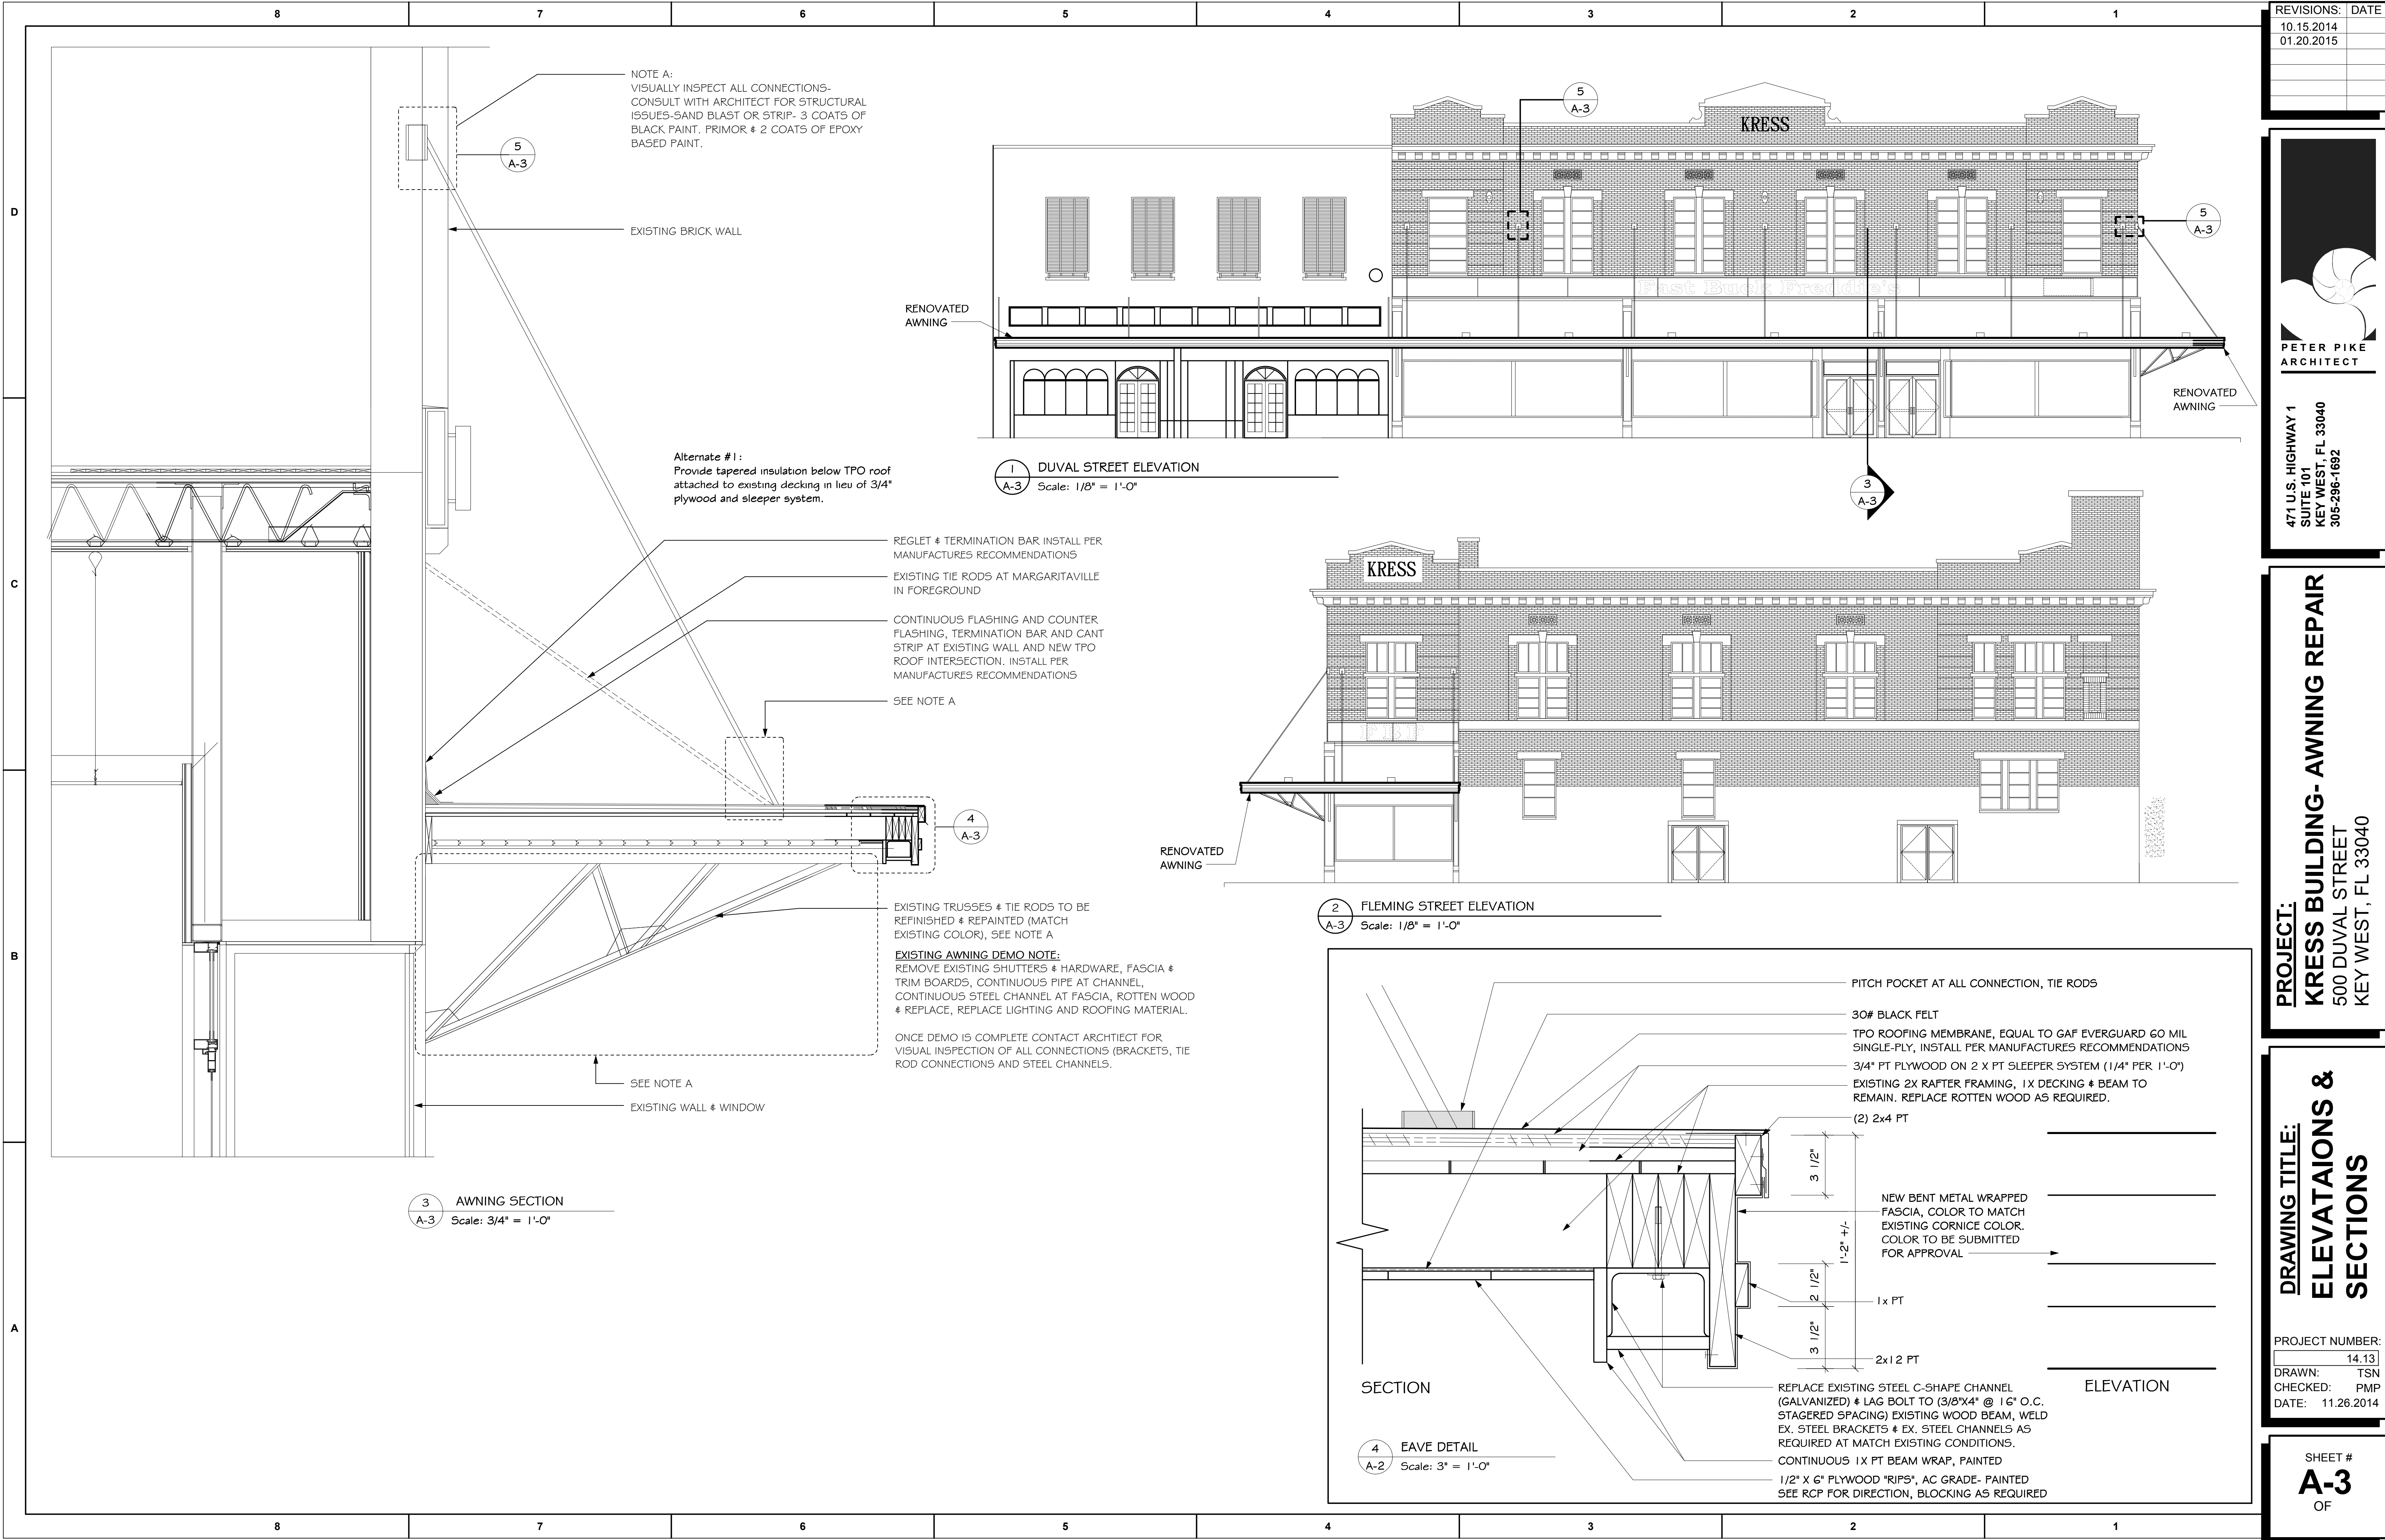 8 7 6 5 4 3 2 1
D
C
B
A
NOTE A:
VISUALLY INSPECT ALL CONNECTIONS-
CONSULT WITH ARCHITECT FOR STRUCTURAL
ISSUES-SAND BLAST OR STRIP- 3 COATS OF
BLACK PAINT. PRIMOR & 2 COATS OF EPOXY
BASED PAINT.
5
A-3
EXISTING BRICK WALL
Alternate #1:
Provide tapered insulation below TPO roof
attached to existing decking in lieu of 3/4"
plywood and sleeper system.
REGLET & TERMINATION BAR INSTALL PER
MANUFACTURES RECOMMENDATIONS
EXISTING TIE RODS AT MARGARITAVILLE
IN FOREGROUND
CONTINUOUS FLASHING AND COUNTER
FLASHING, TERMINATION BAR AND CANT
STRIP AT EXISTING WALL AND NEW TPO
ROOF INTERSECTION. INSTALL PER
MANUFACTURES RECOMMENDATIONS
SEE NOTE A
4
A-3
EXISTING TRUSSES & TIE RODS TO BE
REFINISHED & REPAINTED (MATCH
EXISTING COLOR), SEE NOTE A
EXISTING AWNING DEMO NOTE:
REMOVE EXISTING SHUTTERS & HARDWARE, FASCIA &
TRIM BOARDS, CONTINUOUS PIPE AT CHANNEL,
CONTINUOUS STEEL CHANNEL AT FASCIA, ROTTEN WOOD
& REPLACE, REPLACE LIGHTING AND ROOFING MATERIAL.
ONCE DEMO IS COMPLETE CONTACT ARCHTIECT FOR
VISUAL INSPECTION OF ALL CONNECTIONS (BRACKETS, TIE
ROD CONNECTIONS AND STEEL CHANNELS.
SEE NOTE A
EXISTING WALL & WINDOW
3
A-3
AWNING SECTION
Scale: 3/4" = 1'-0"
5
A-3
KRESS
5
A-3
Fast Buck Freddie's
RENOVATED
AWNING
RENOVATED
AWNING
1
A-3
DUVAL STREET ELEVATION
Scale: 1/8" = 1'-0"
3
A-3
KRESS
FBF
RENOVATED
AWNING
2
A-3
FLEMING STREET ELEVATION
Scale: 1/8" = 1'-0"
PITCH POCKET AT ALL CONNECTION, TIE RODS
30# BLACK FELT
TPO ROOFING MEMBRANE, EQUAL TO GAF EVERGUARD 60 MIL
SINGLE-PLY, INSTALL PER MANUFACTURES RECOMMENDATIONS
3/4" PT PLYWOOD ON 2 X PT SLEEPER SYSTEM (1/4" PER 1'-0")
EXISTING 2X RAFTER FRAMING, 1X DECKING & BEAM TO
REMAIN. REPLACE ROTTEN WOOD AS REQUIRED.
(2) 2x4 PT
3 1/2"
NEW BENT METAL WRAPPED
FASCIA, COLOR TO MATCH
EXISTING CORNICE COLOR.
COLOR TO BE SUBMITTED
FOR APPROVAL
1'-2" +/-
2 1/2"
1x PT
3 1/2"
2x12 PT
SECTION
ELEVATION
REPLACE EXISTING STEEL C-SHAPE CHANNEL
(GALVANIZED) & LAG BOLT TO (3/8"X4" @ 16" O.C.
STAGERED SPACING) EXISTING WOOD BEAM, WELD
EX. STEEL BRACKETS & EX. STEEL CHANNELS AS
REQUIRED AT MATCH EXISTING CONDITIONS.
CONTINUOUS 1X PT BEAM WRAP, PAINTED
1/2" X 6" PLYWOOD "RIPS", AC GRADE- PAINTED
SEE RCP FOR DIRECTION, BLOCKING AS REQUIRED
4
A-2
EAVE DETAIL
Scale: 3" = 1'-0"
8 7 6 5 4 3 2 1
REVISIONS: DATE
10.15.2014
01.20.2015
PETER PIKE
ARCHITECT
471 U.S. HIGHWAY 1
SUITE 101
KEY WEST, FL 33040
305-296-1692
PROJECT:
KRESS BUILDING- AWNING REPAIR
500 DUVAL STREET
KEY WEST, FL 33040
DRAWING TITLE:
ELEVATAIONS &
SECTIONS
PROJECT NUMBER:
14.13
DRAWN: TSN
CHECKED: PMP
DATE: 11.26.2014
SHEET #
A-3
OF